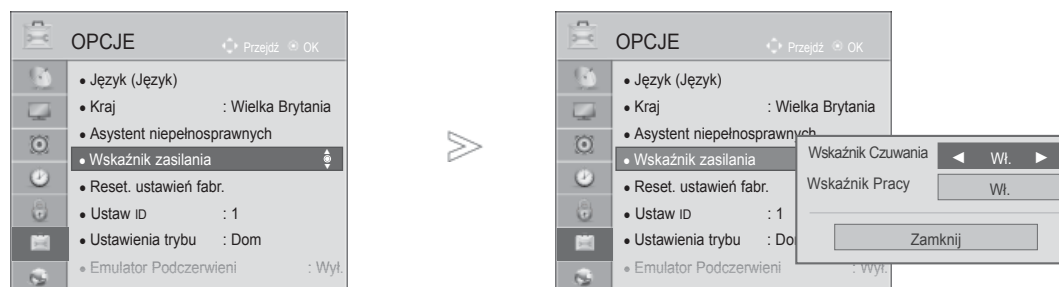 OPCJE
Przejdź OK
• Język (Język)
• Kraj : Wielka Brytania
• Asystent niepełnosprawnych
• Wskaźnik zasilania
• Reset. ustawień fabr.
• Ustaw ID : 1
• Ustawienia trybu : Dom
• Emulator Podczerwieni : Wył.
OPCJE
Przejdź OK
• Język (Język)
• Kraj : Wielka Brytania
• Asystent niepełnosprawnych
• Wskaźnik zasilania
• Reset. ustawień fabr.
• Ustaw ID : 1
• Ustawienia trybu : Do
• Emulator Podczerwieni : Wył.
Wskaźnik Czuwania ◄ Wł. ►
Wskaźnik Pracy Wł.
Zamknij